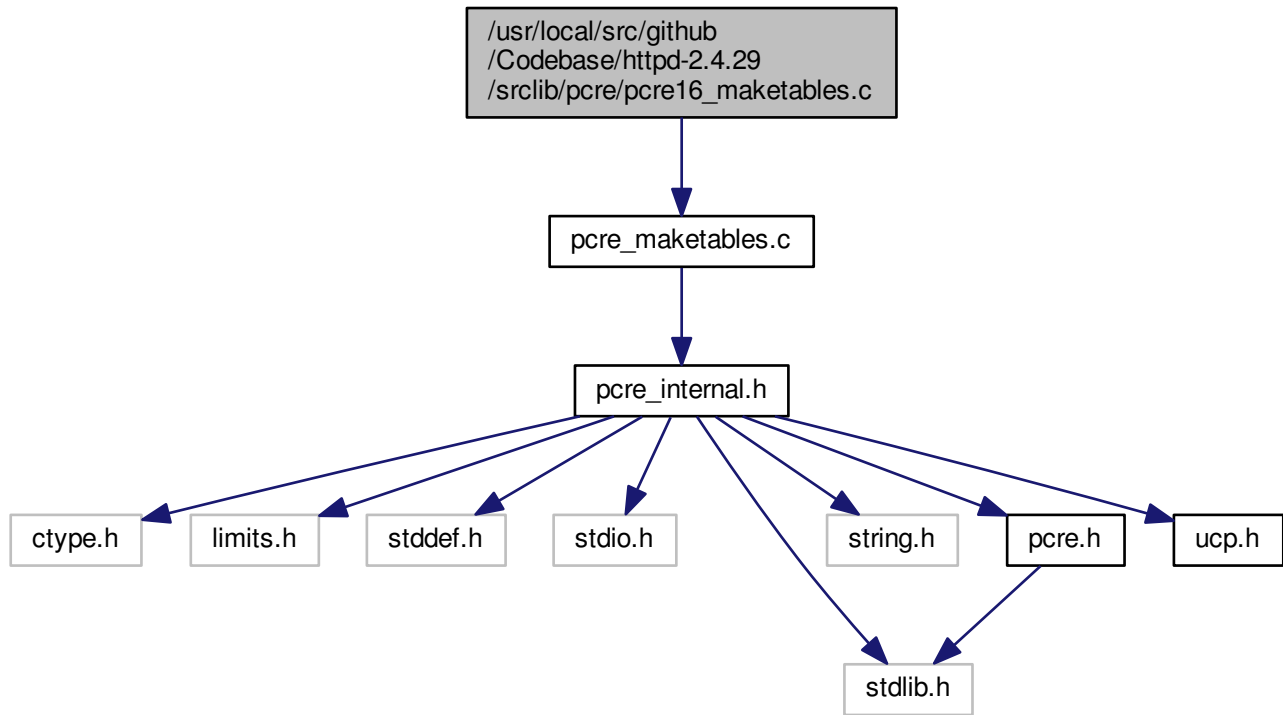 /usr/local/src/github
/Codebase/httpd-2.4.29
/srclib/pcre/pcre16_maketables.c
pcre_maketables.c
pcre_internal.h
ctype.h
limits.h
stddef.h
stdio.h
string.h
pcre.h
ucp.h
stdlib.h